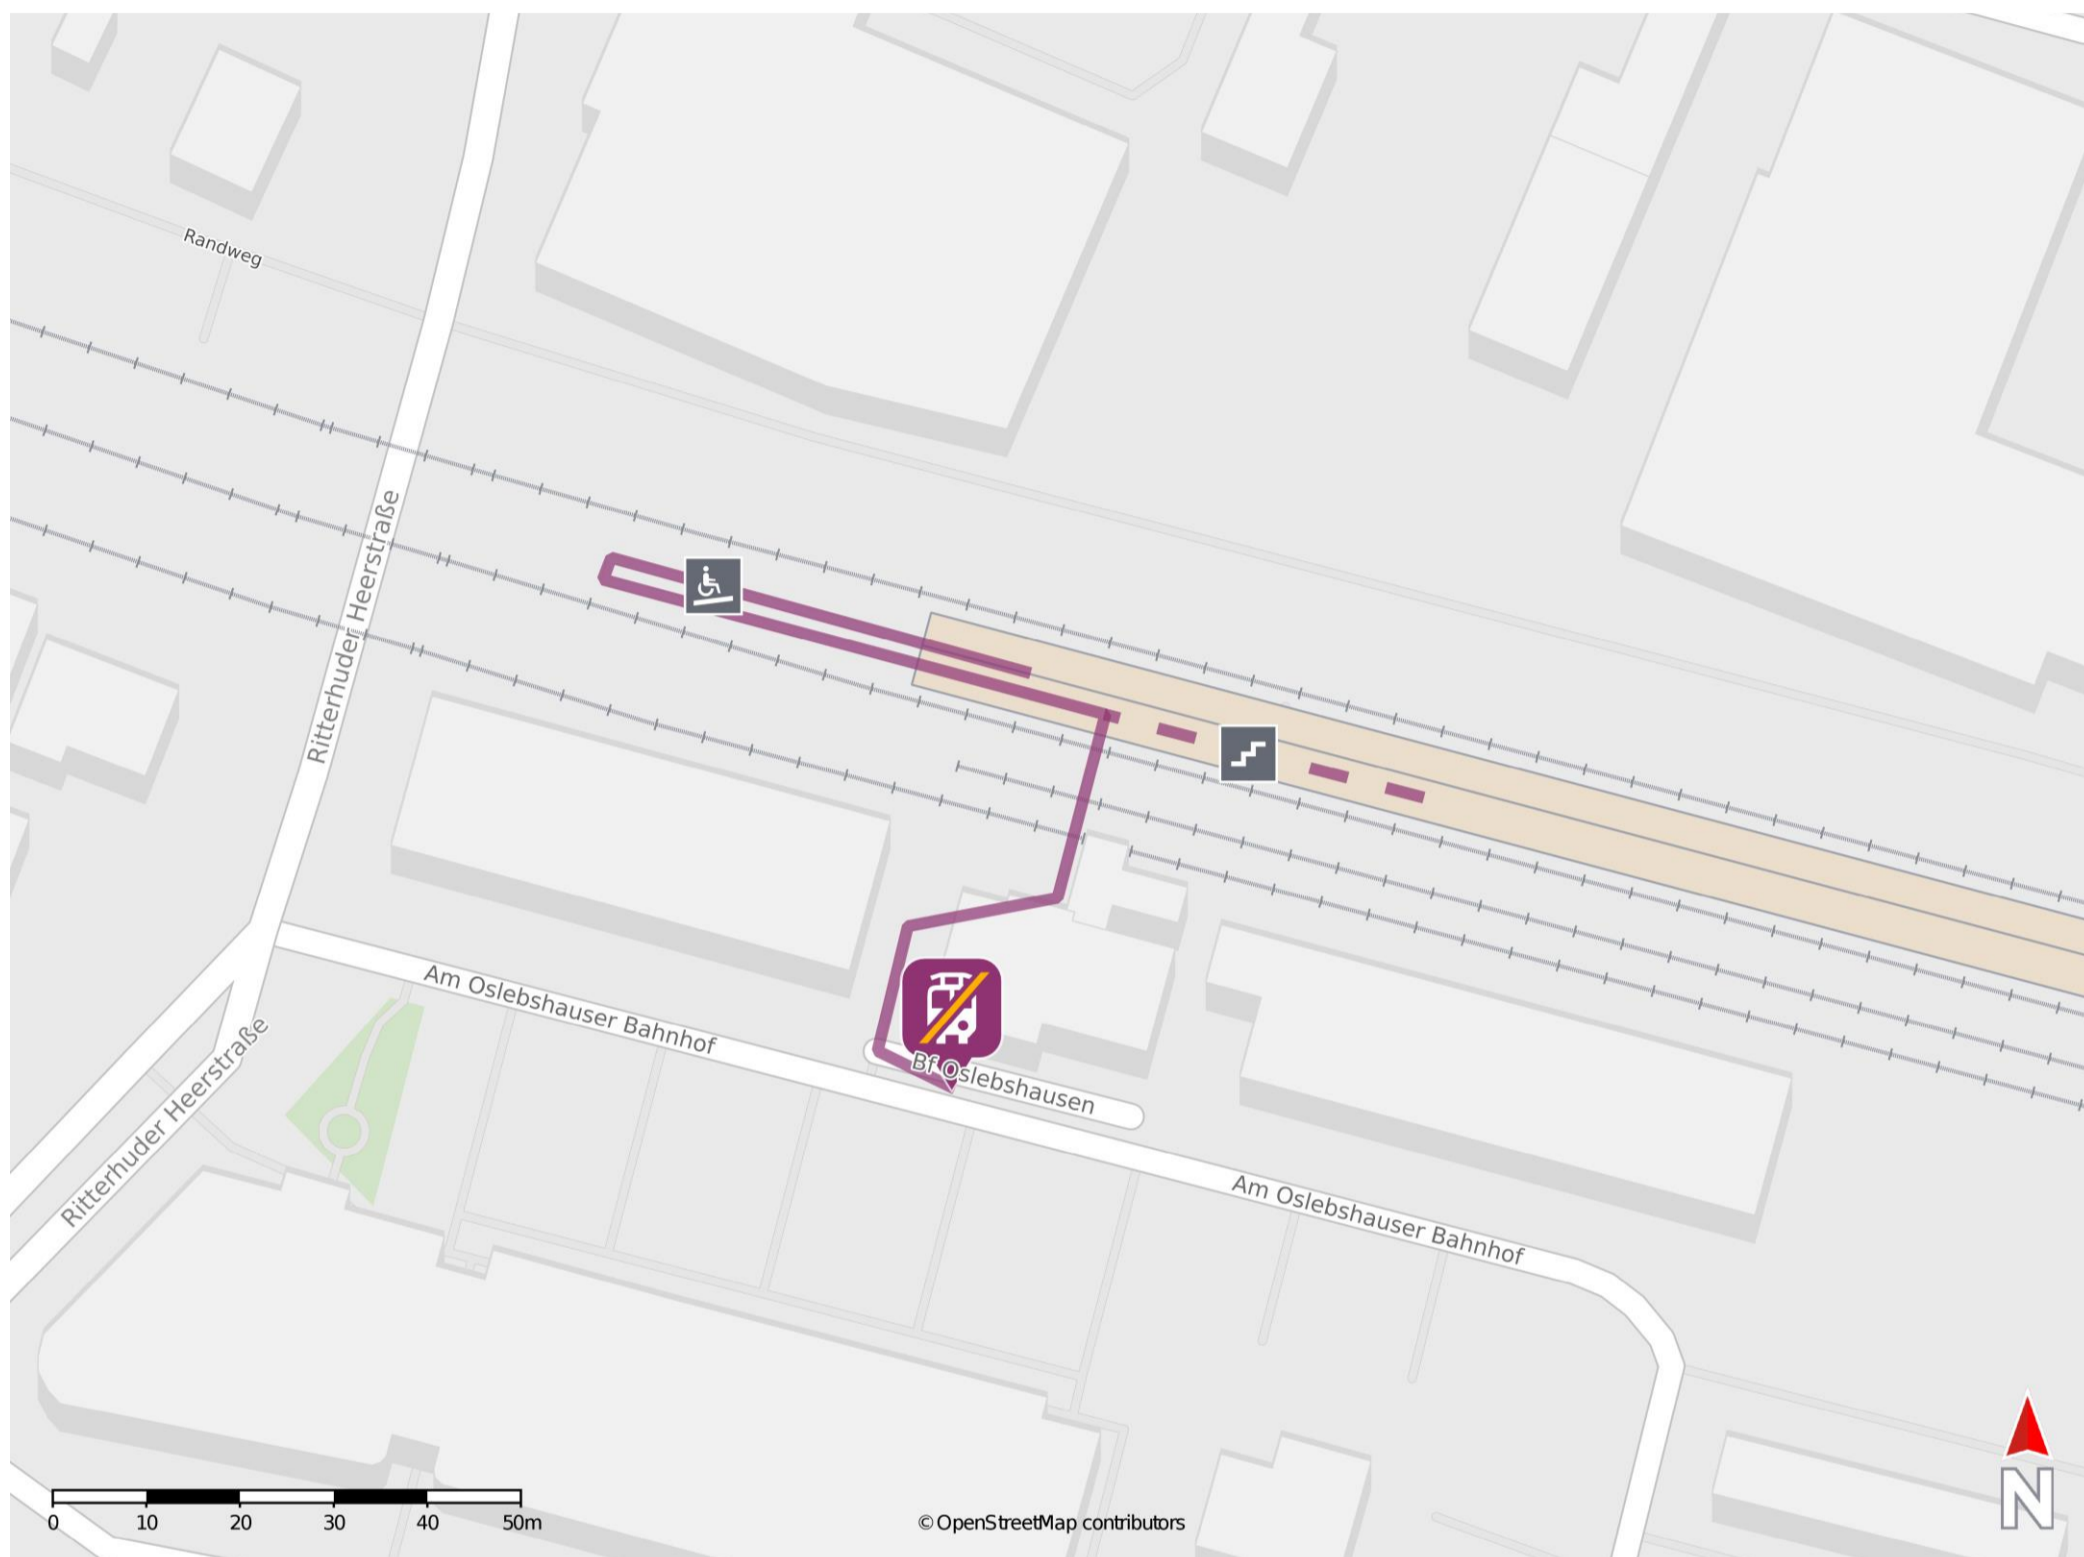 Randweg
Ritterhuder Heerstraße
Am Oslebshauser Bahnhof
Ritterhuder Heerstraße
Bf Oslebshausen
Am Oslebshauser Bahnhof
0 10 20 30 40 50m
© OpenStreetMap contributors
N